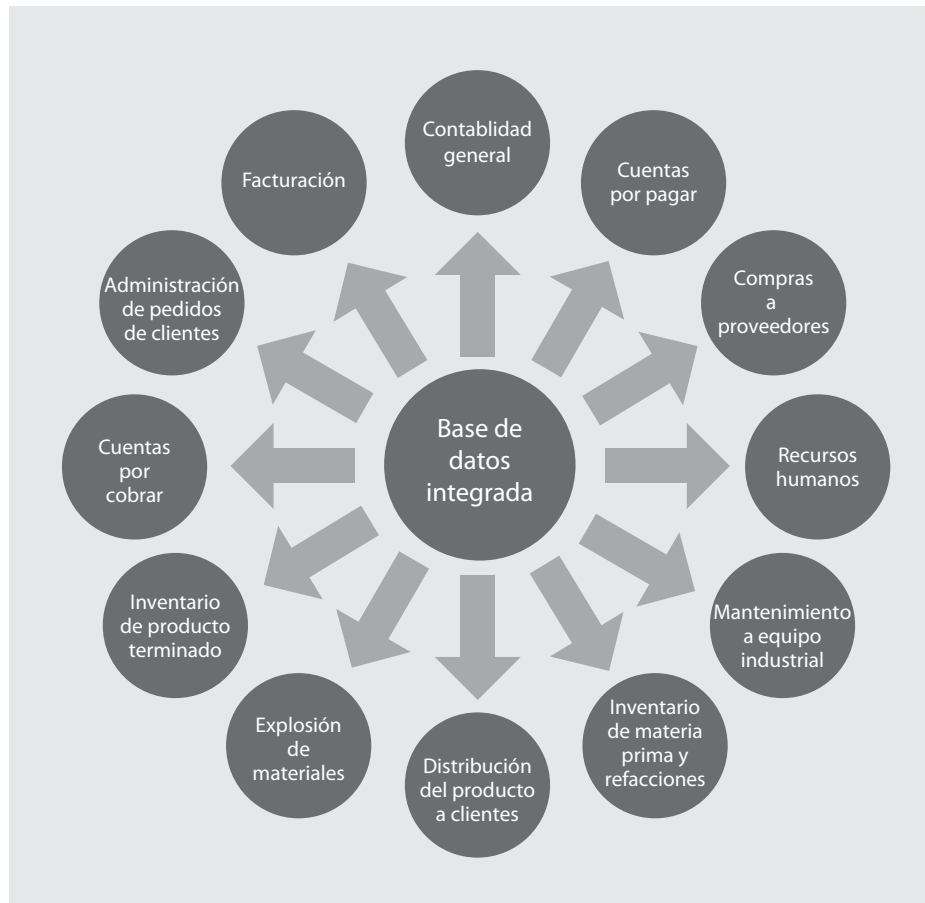 Contablidad
general
Cuentas
por pagar
Compras
a
proveedores
Recursos
humanos
Mantenimiento
a equipo
industrial
Inventario
de materia
prima y
refacciones
Distribución
del producto
a clientes
Explosión
de
materiales
Inventario
de producto
terminado
Cuentas
por
cobrar
Administración
de pedidos
de clientes
Facturación
Base de
datos
integrada